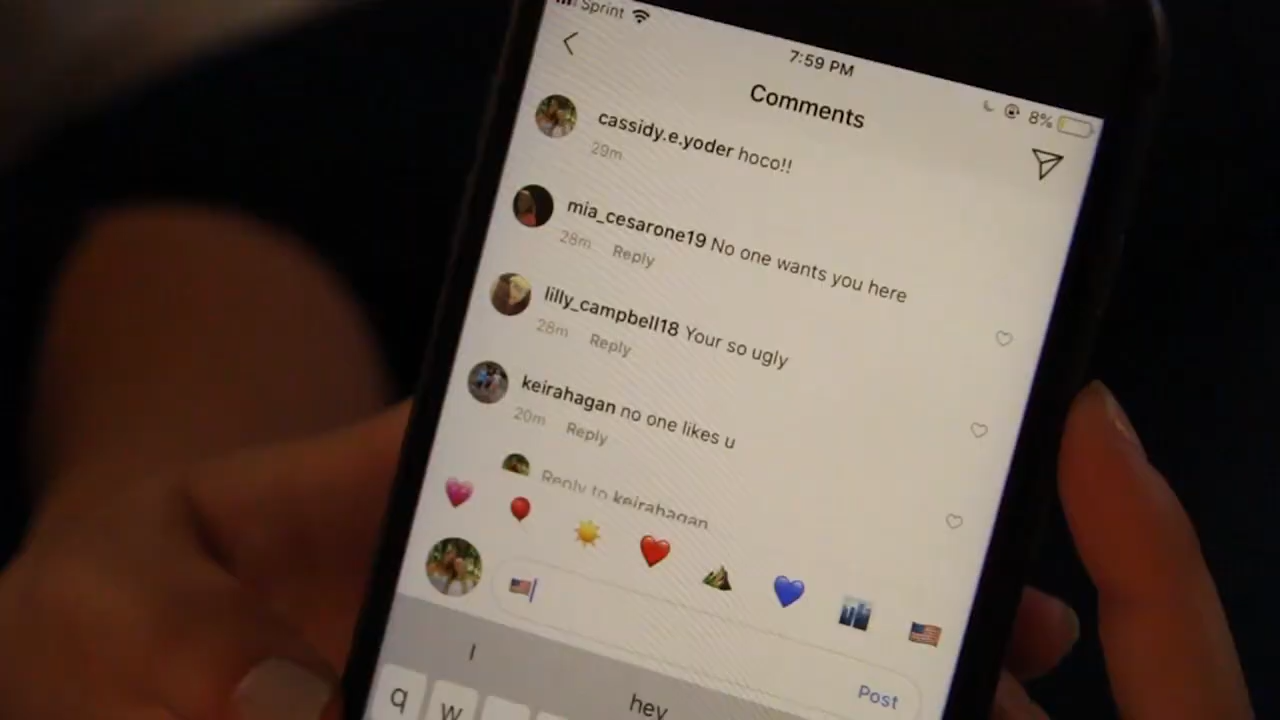 Sprint
7:59 PM
8%
Comments
cassidy.e.yoder hoco!!
29m
mia_cesarone19 No one wants you here
28m Reply
lilly_campbell18 Your so ugly
28m Reply
keirahagan no one likes u
20m Reply
Reply to keirahagan
Post
I
hey
q w